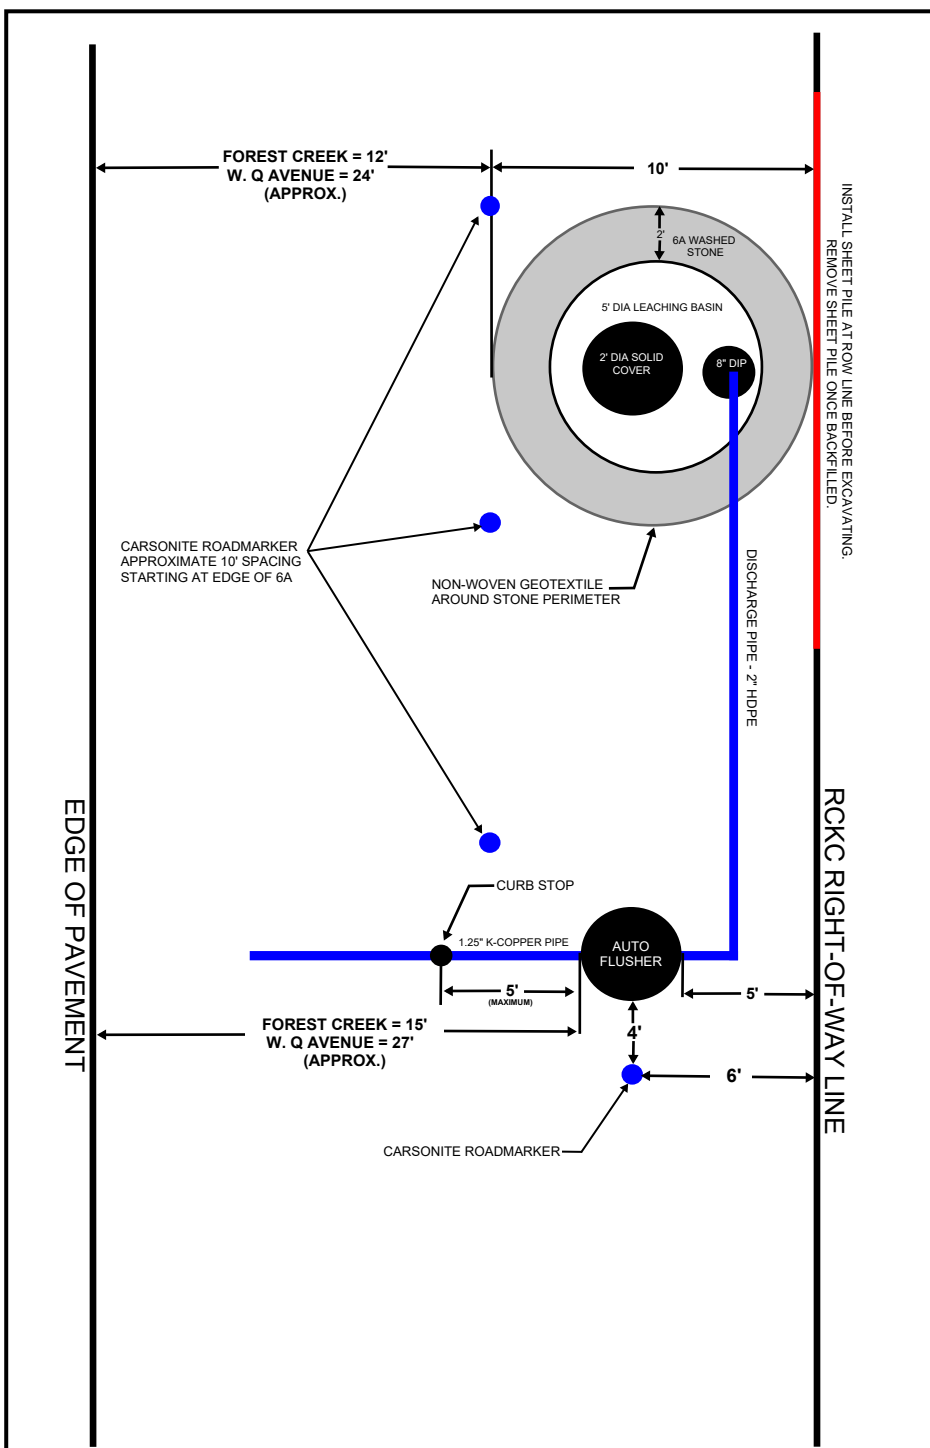 FOREST CREEK = 12'
W. Q AVENUE = 24'
(APPROX.)
10'
2'
6A WASHED
STONE
5' DIA LEACHING BASIN
2' DIA SOLID
COVER
8" DIP
INSTALL SHEET PILE AT ROW LINE BEFORE EXCAVATING.
REMOVE SHEET PILE ONCE BACKFILLED.
CARSONITE ROADMARKER
APPROXIMATE 10' SPACING
STARTING AT EDGE OF 6A
NON-WOVEN GEOTEXTILE
AROUND STONE PERIMETER
DISCHARGE PIPE - 2" HDPE
EDGE OF PAVEMENT
RCKC RIGHT-OF-WAY LINE
CURB STOP
1.25" K-COPPER PIPE
AUTO
FLUSHER
5'
(MAXIMUM)
5'
FOREST CREEK = 15'
W. Q AVENUE = 27'
(APPROX.)
4'
6'
CARSONITE ROADMARKER